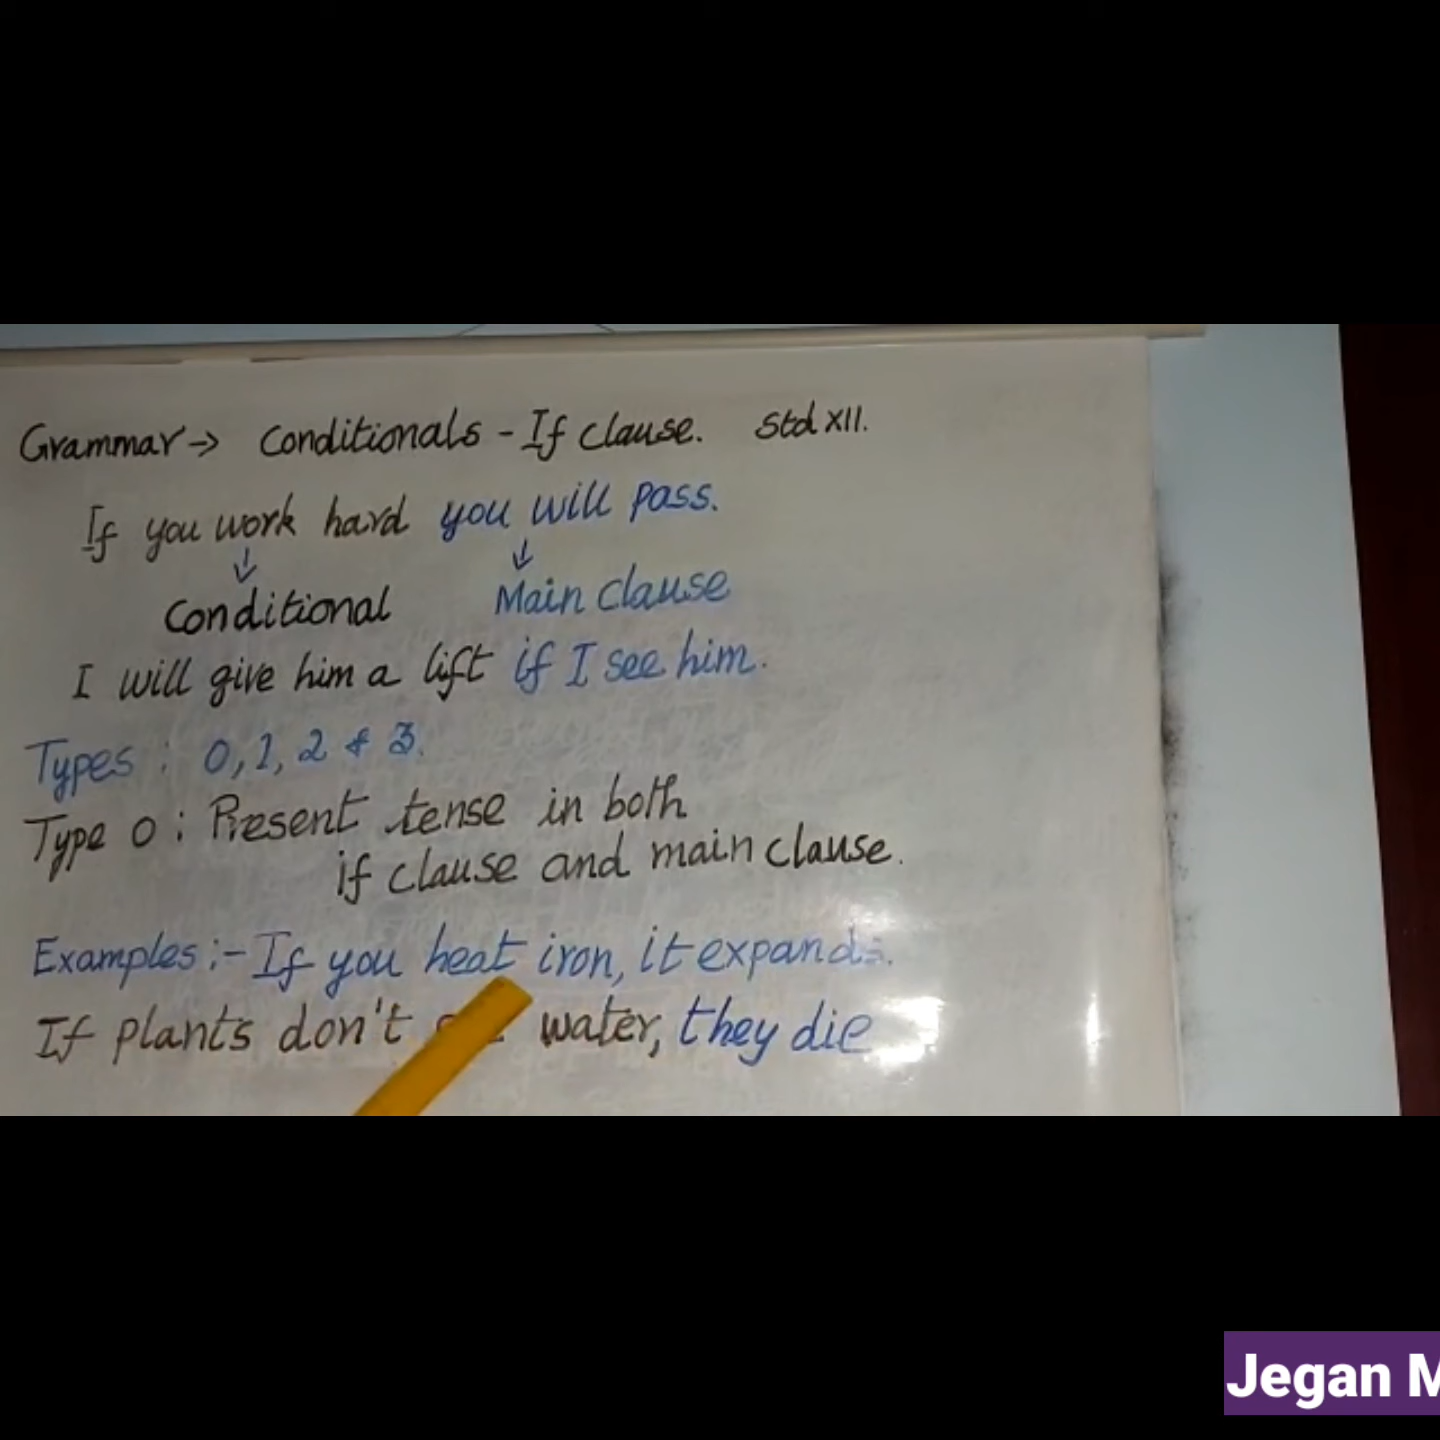 Grammar → Conditionals - If clause. Std XII.
If you work hard you will pass.
↓ ↓
Conditional Main Clause
I will give him a lift if I see him.
Types : 0, 1, 2 & 3.
Type 0 : Present tense in both
if clause and main clause.
Examples :- If you heat iron, it expands.
If plants don't water, they die
Jegan M